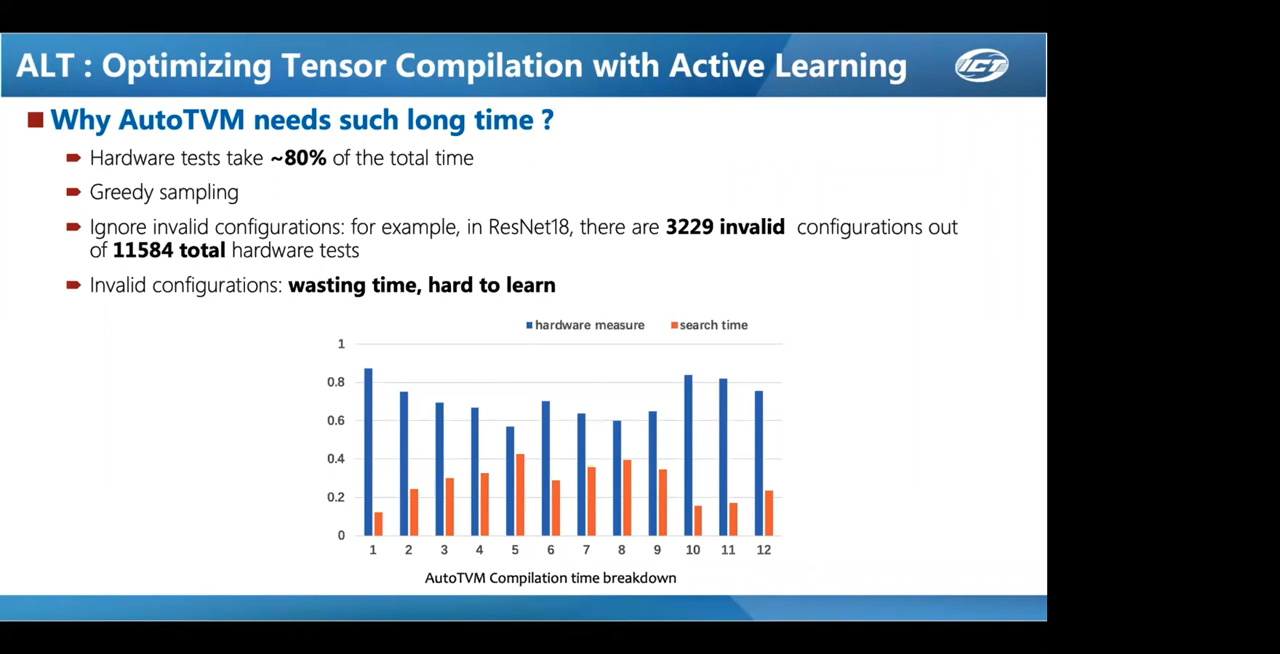 ALT : Optimizing Tensor Compilation with Active Learning
ICT
Why AutoTVM needs such long time ?
Hardware tests take ~80% of the total time
Greedy sampling
Ignore invalid configurations: for example, in ResNet18, there are 3229 invalid configurations out
of 11584 total hardware tests
Invalid configurations: wasting time, hard to learn
hardware measure search time
1
0.8
0.6
0.4
0.2
0
1 2 3 4 5 6 7 8 9 10 11 12
AutoTVM Compilation time breakdown